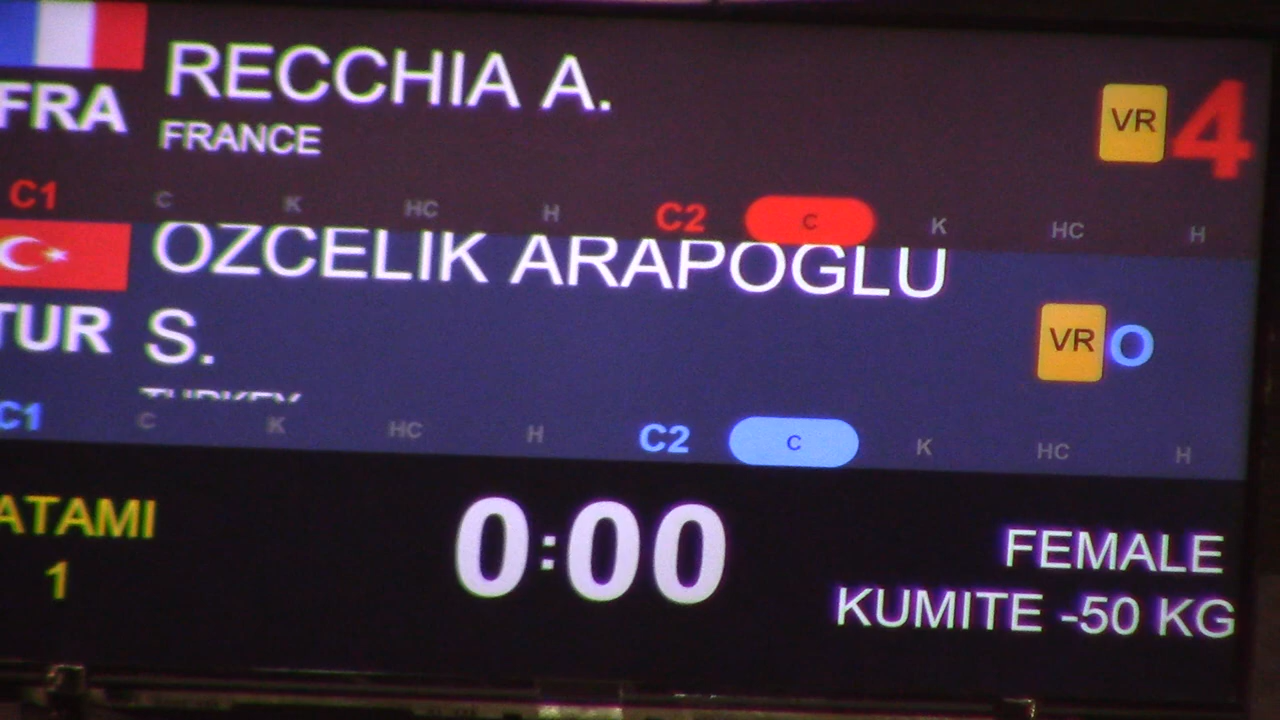 RECCHIA A.
FRA
FRANCE
VR 4
C1 C K HC H C2 C K HC H
OZCELIK ARAPOGLU
TUR S.
VR 0
TURKEY
C1 C K HC H C2 C K HC H
ATAMI
1
0:00
FEMALE
KUMITE -50 KG